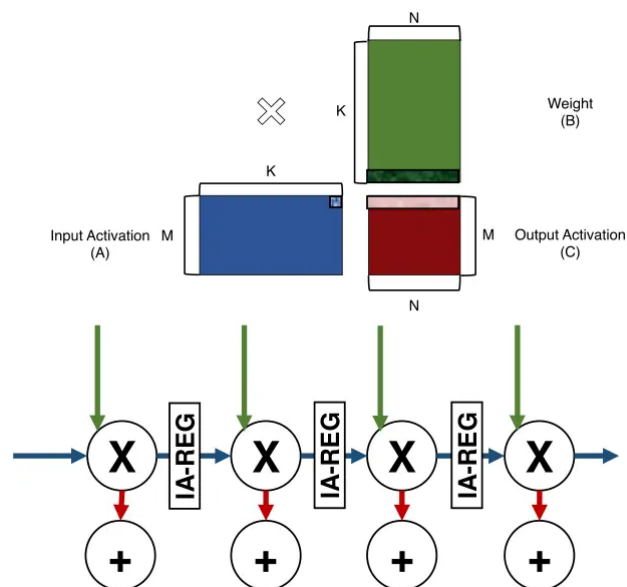 N
K
Weight
(B)
K
Input Activation
(A)
M
M
Output Activation
(C)
N
X
IA-REG
X
IA-REG
X
IA-REG
X
+
+
+
+